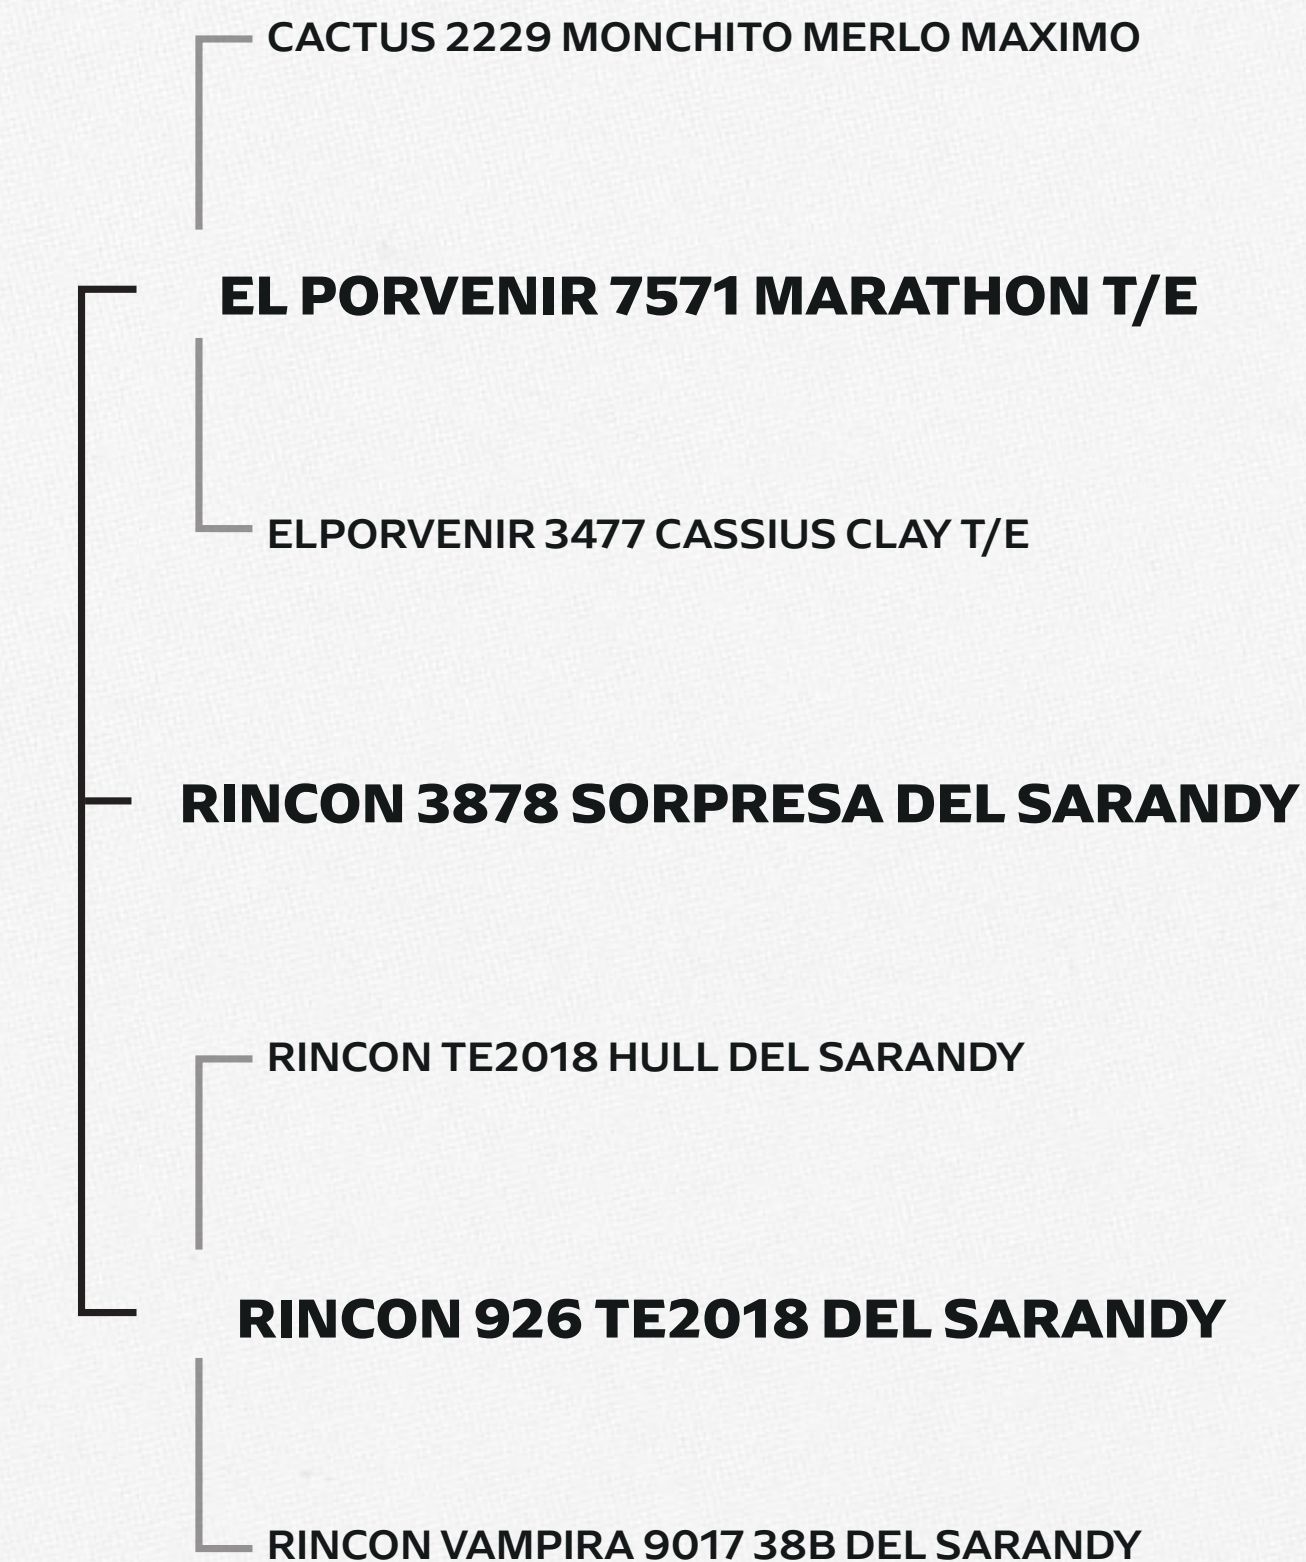 CACTUS 2229 MONCHITO MERLO MAXIMO
EL PORVENIR 7571 MARATHON T/E
ELPORVENIR 3477 CASSIUS CLAY T/E
RINCON 3878 SORPRESA DEL SARANDY
RINCON TE2018 HULL DEL SARANDY
RINCON 926 TE2018 DEL SARANDY
RINCON VAMPIRA 9017 38B DEL SARANDY